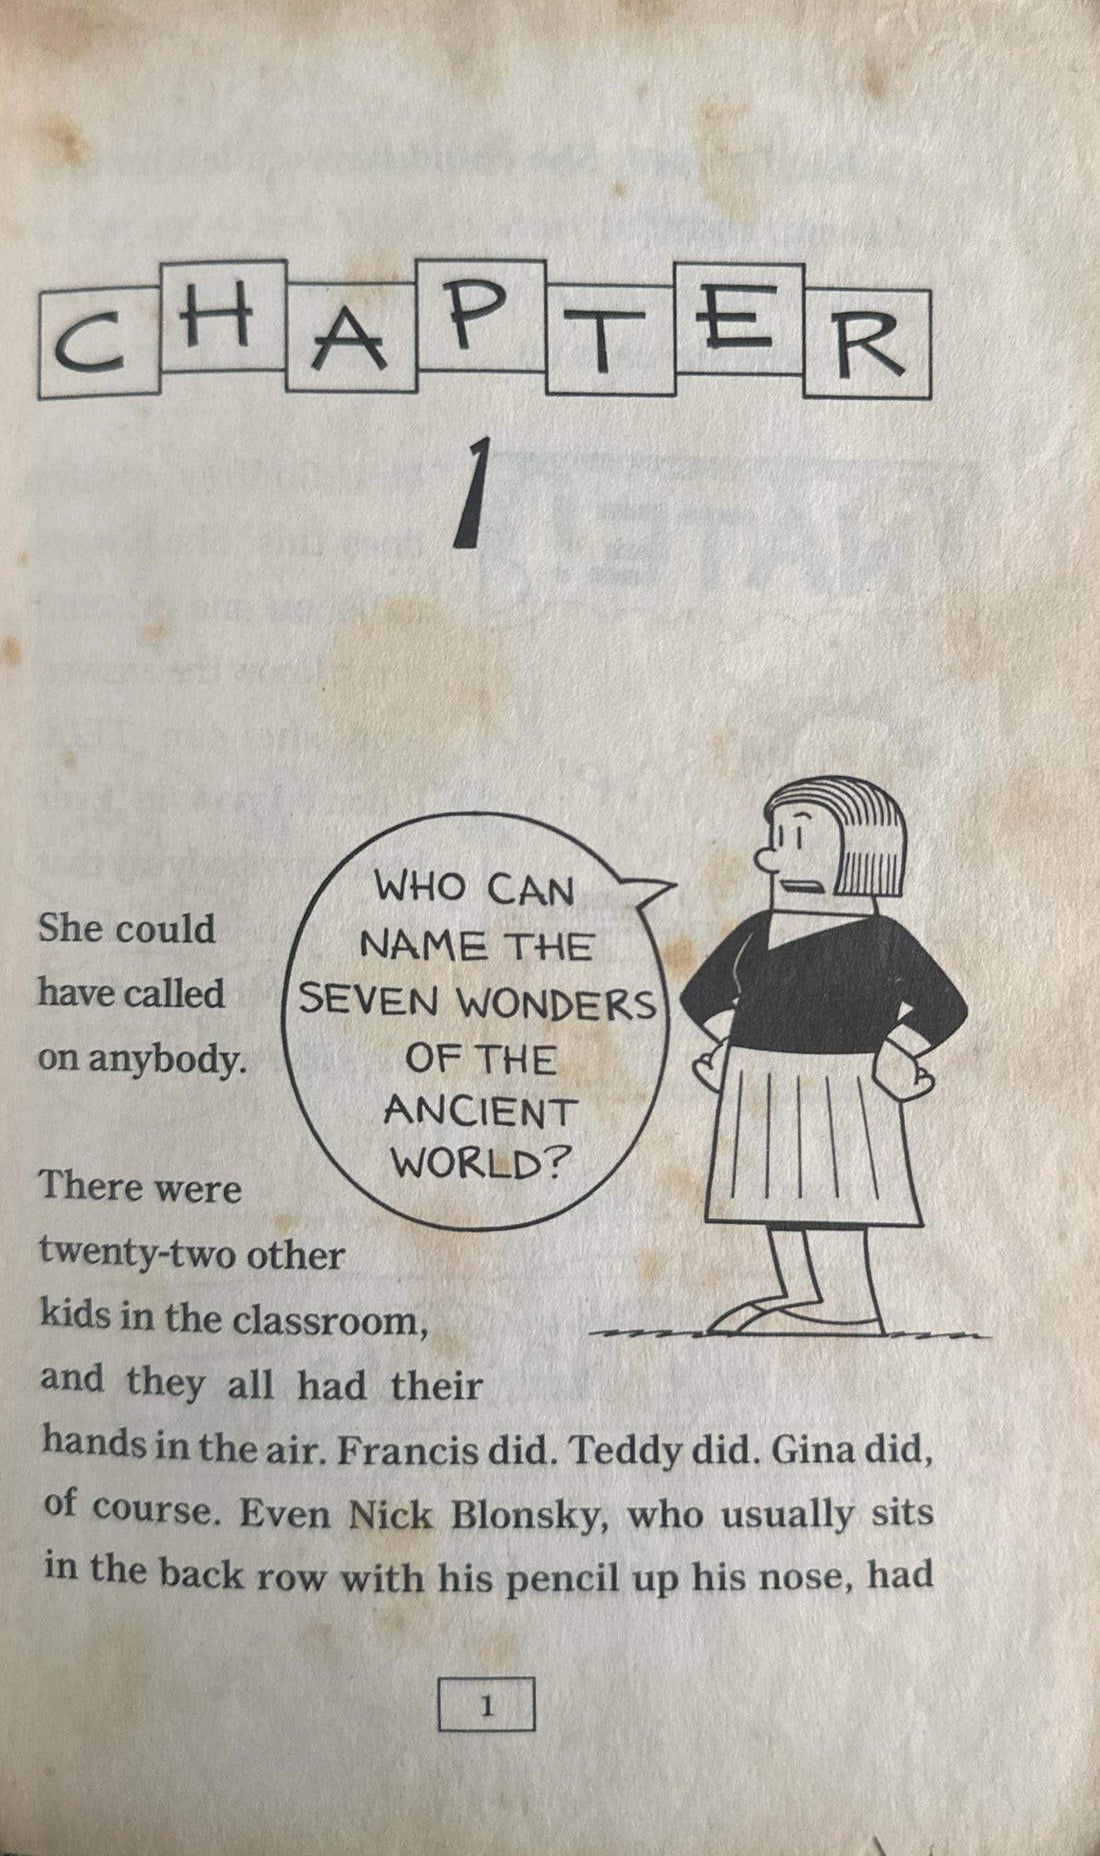 CHAPTER
1
WHO CAN
NAME THE
SEVEN WONDERS
OF THE
ANCIENT
WORLD?
She could
have called
on anybody.
There were
twenty-two other
kids in the classroom,
and they all had their
hands in the air. Francis did. Teddy did. Gina did,
of course. Even Nick Blonsky, who usually sits
in the back row with his pencil up his nose, had
1